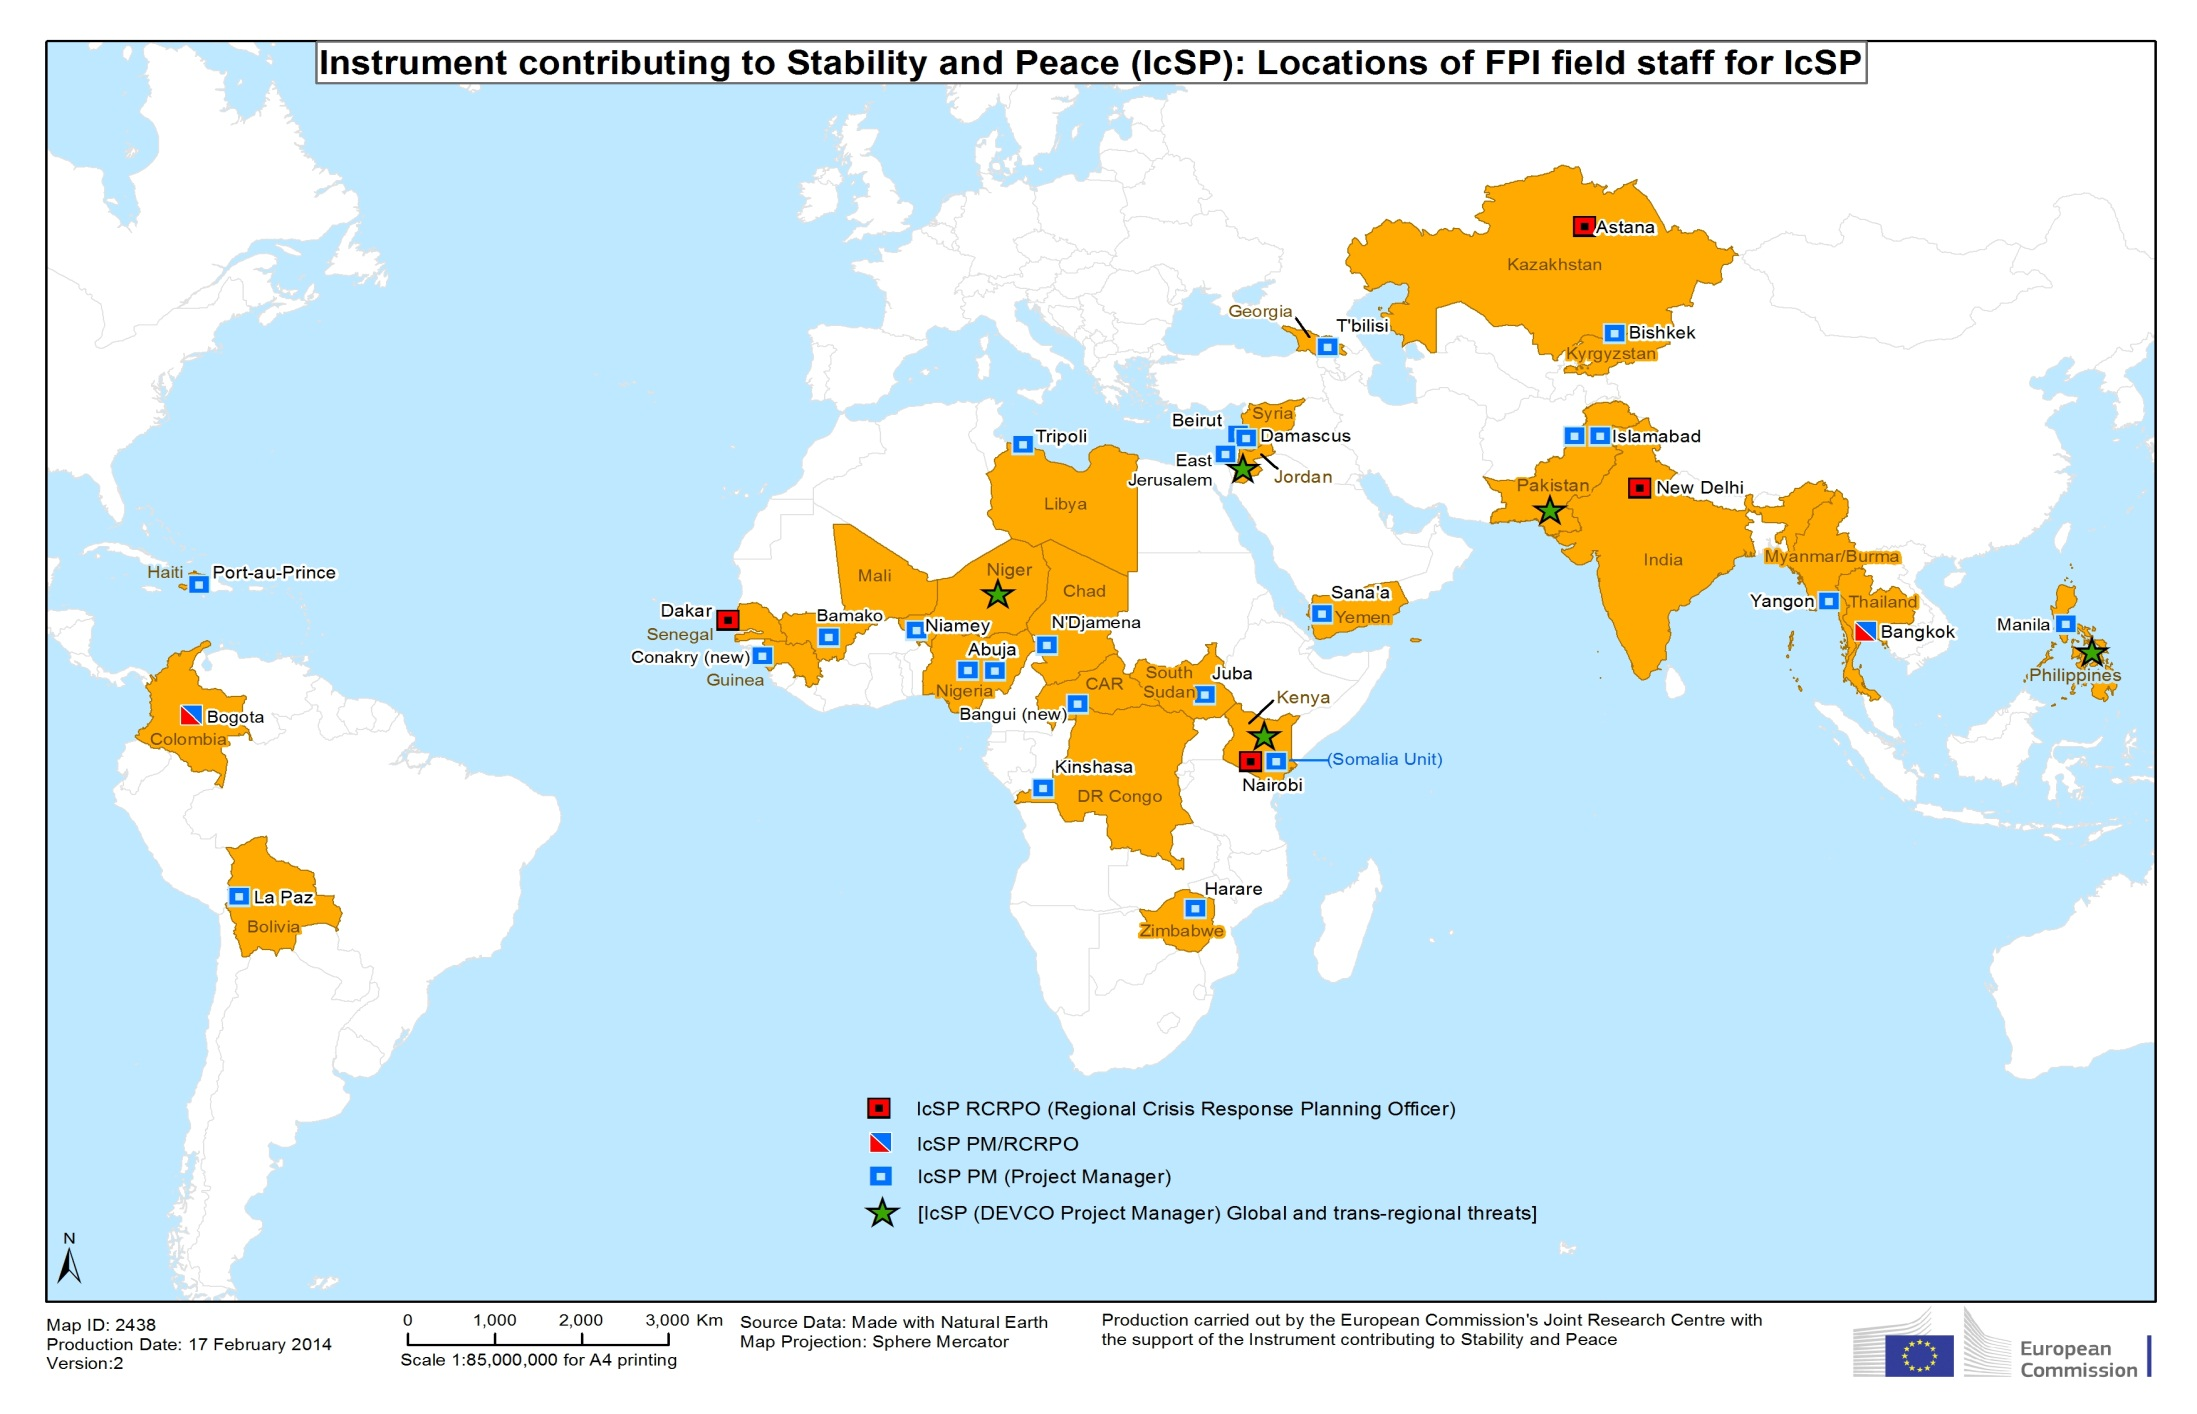 Instrument contributing to Stability and Peace (IcSP): Locations of FPI field staff for IcSP
Astana
Kazakhstan
Georgia
T'bilisi
Bishkek
Kyrgyzstan
Beirut
Syria
Tripoli
Damascus
Islamabad
East
Jerusalem
Jordan
Pakistan
New Delhi
Libya
India
Myanmar/Burma
Haiti
Port-au-Prince
Mali
Niger
Chad
Sana'a
Yemen
Yangon
Thailand
Dakar
Senegal
Bamako
Niamey
N'Djamena
Manila
Bangkok
Conakry (new)
Guinea
Abuja
Nigeria
CAR
South
Sudan
Juba
Philippines
Bangui (new)
Kenya
Bogota
Colombia
Kinshasa
DR Congo
(Somalia Unit)
Nairobi
La Paz
Bolivia
Harare
Zimbabwe
IcSP RCRPO (Regional Crisis Response Planning Officer)
IcSP PM/RCRPO
IcSP PM (Project Manager)
[IcSP (DEVCO Project Manager) Global and trans-regional threats]
N
Map ID: 2438
Production Date: 17 February 2014
Version:2
0 1,000 2,000 3,000 Km
Scale 1:85,000,000 for A4 printing
Source Data: Made with Natural Earth
Map Projection: Sphere Mercator
Production carried out by the European Commission's Joint Research Centre with
the support of the Instrument contributing to Stability and Peace
European
Commission